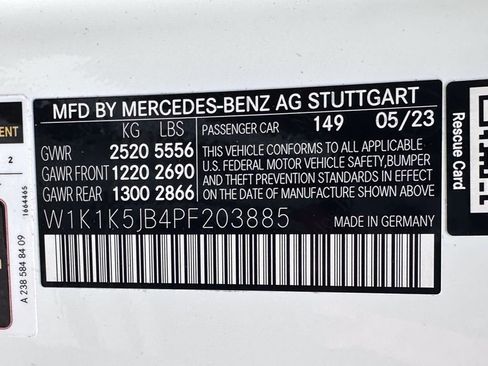 MFD BY MERCEDES-BENZ AG STUTTGART
KG LBS
GVWR 2520 5556
GAWR FRONT 1220 2690
GAWR REAR 1300 2866
PASSENGER CAR 149 05/23
THIS VEHICLE CONFORMS TO ALL APPLICABLE
U.S. FEDERAL MOTOR VEHICLE SAFETY,BUMPER
AND THEFT PREVENTION STANDARDS IN EFFECT
ON THE DATE OF MANUFACTURE SHOWN ABOVE.
W1K1K5JB4PF203885
MADE IN GERMANY
2
1664465
A 238 584 84 09
Rescue Card